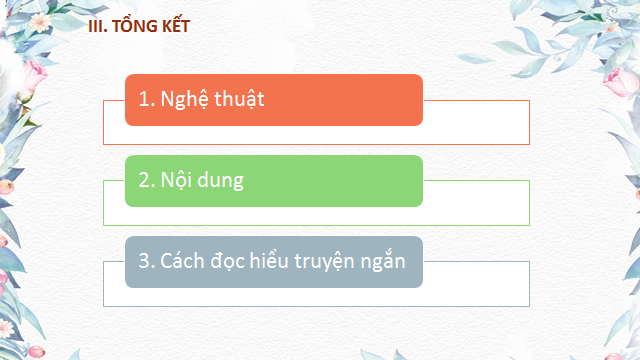 III. TỔNG KẾT
1. Nghệ thuật
2. Nội dung
3. Cách đọc hiểu truyện ngắn